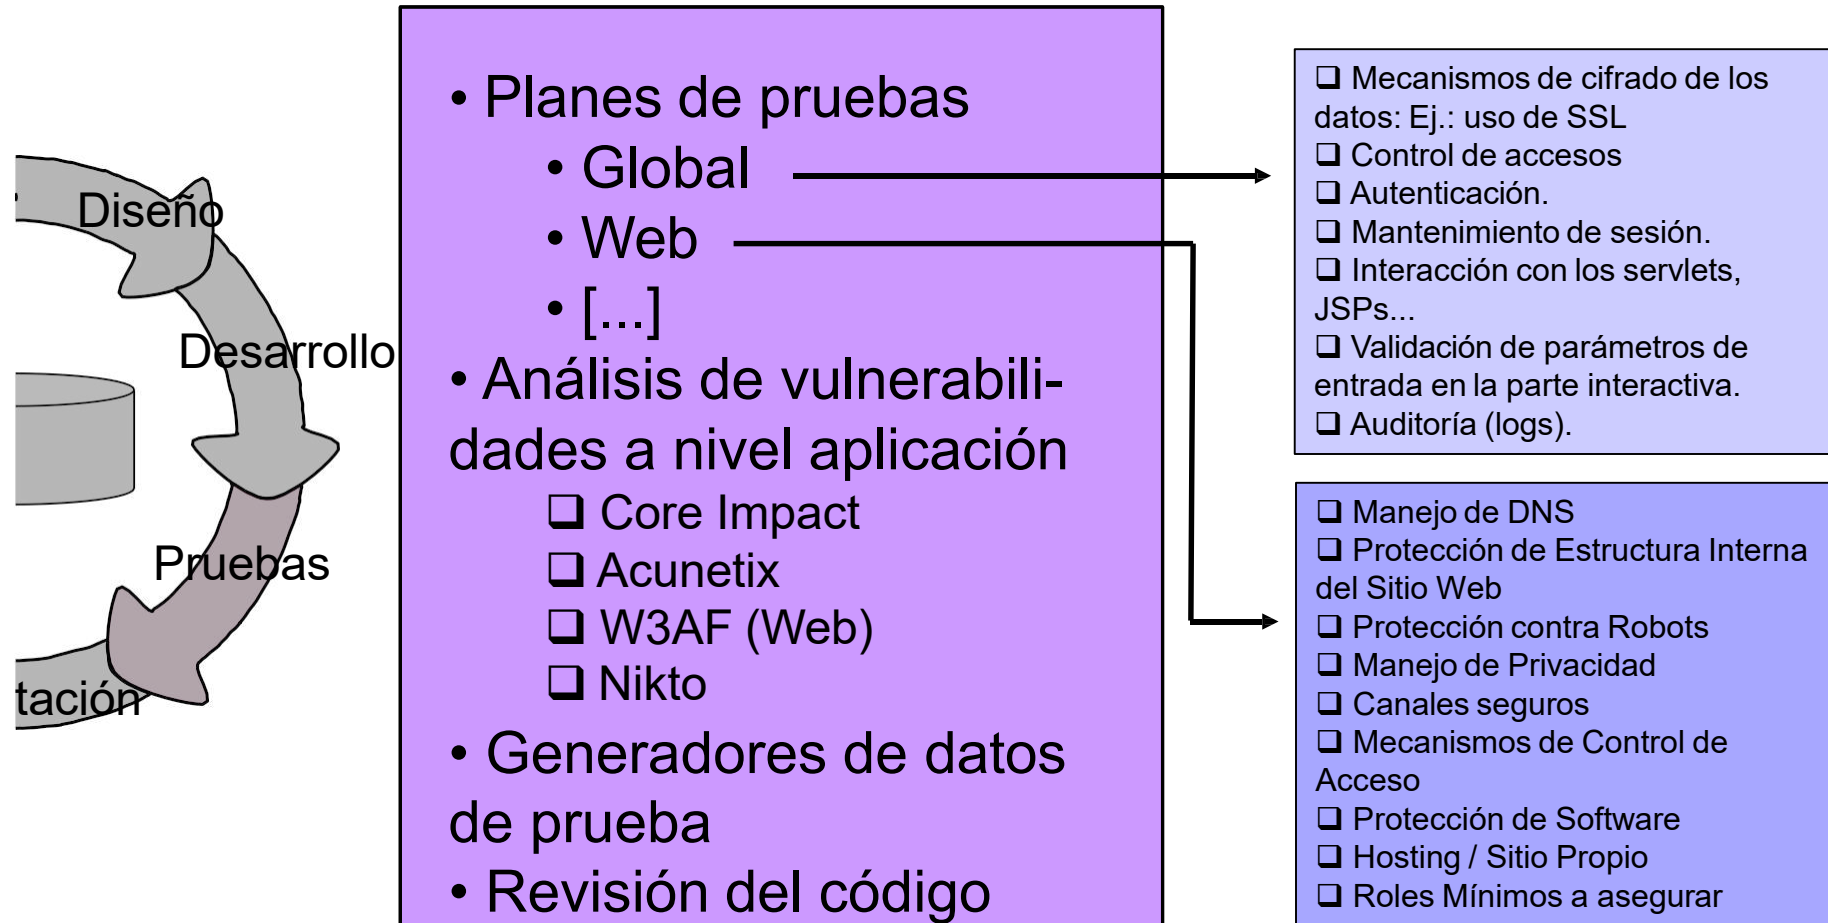 Diseño
Desarrollo
Pruebas
tación
• Planes de pruebas
• Global
• Web
• [...]
• Análisis de vulnerabili-
dades a nivel aplicación
❑ Core Impact
❑ Acunetix
❑ W3AF (Web)
❑ Nikto
• Generadores de datos
de prueba
• Revisión del código
❑ Mecanismos de cifrado de los
datos: Ej.: uso de SSL
❑ Control de accesos
❑ Autenticación.
❑ Mantenimiento de sesión.
❑ Interacción con los servlets,
JSPs...
❑ Validación de parámetros de
entrada en la parte interactiva.
❑ Auditoría (logs).
❑ Manejo de DNS
❑ Protección de Estructura Interna
del Sitio Web
❑ Protección contra Robots
❑ Manejo de Privacidad
❑ Canales seguros
❑ Mecanismos de Control de
Acceso
❑ Protección de Software
❑ Hosting / Sitio Propio
❑ Roles Mínimos a asegurar